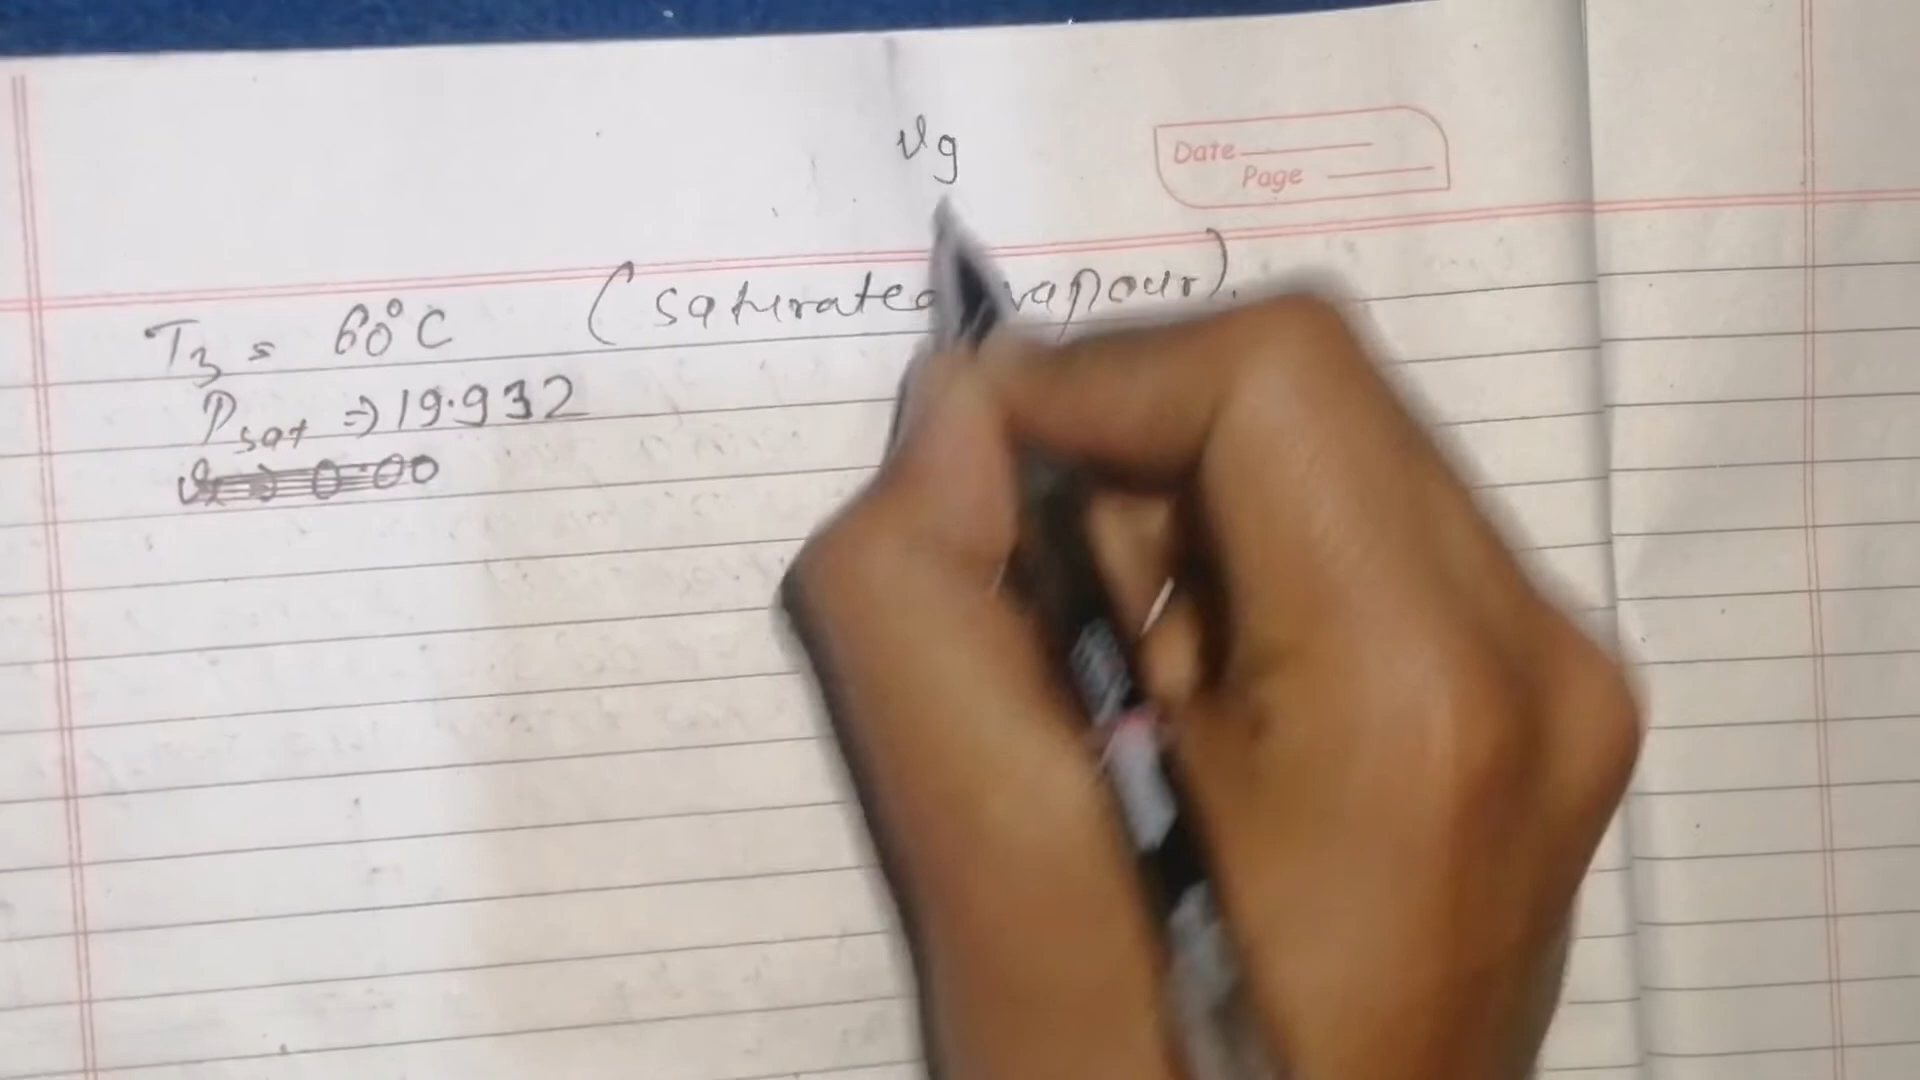 vg
Date
Page
T3 = 60°C (saturated vapour).
Psat ⇒ 19.932